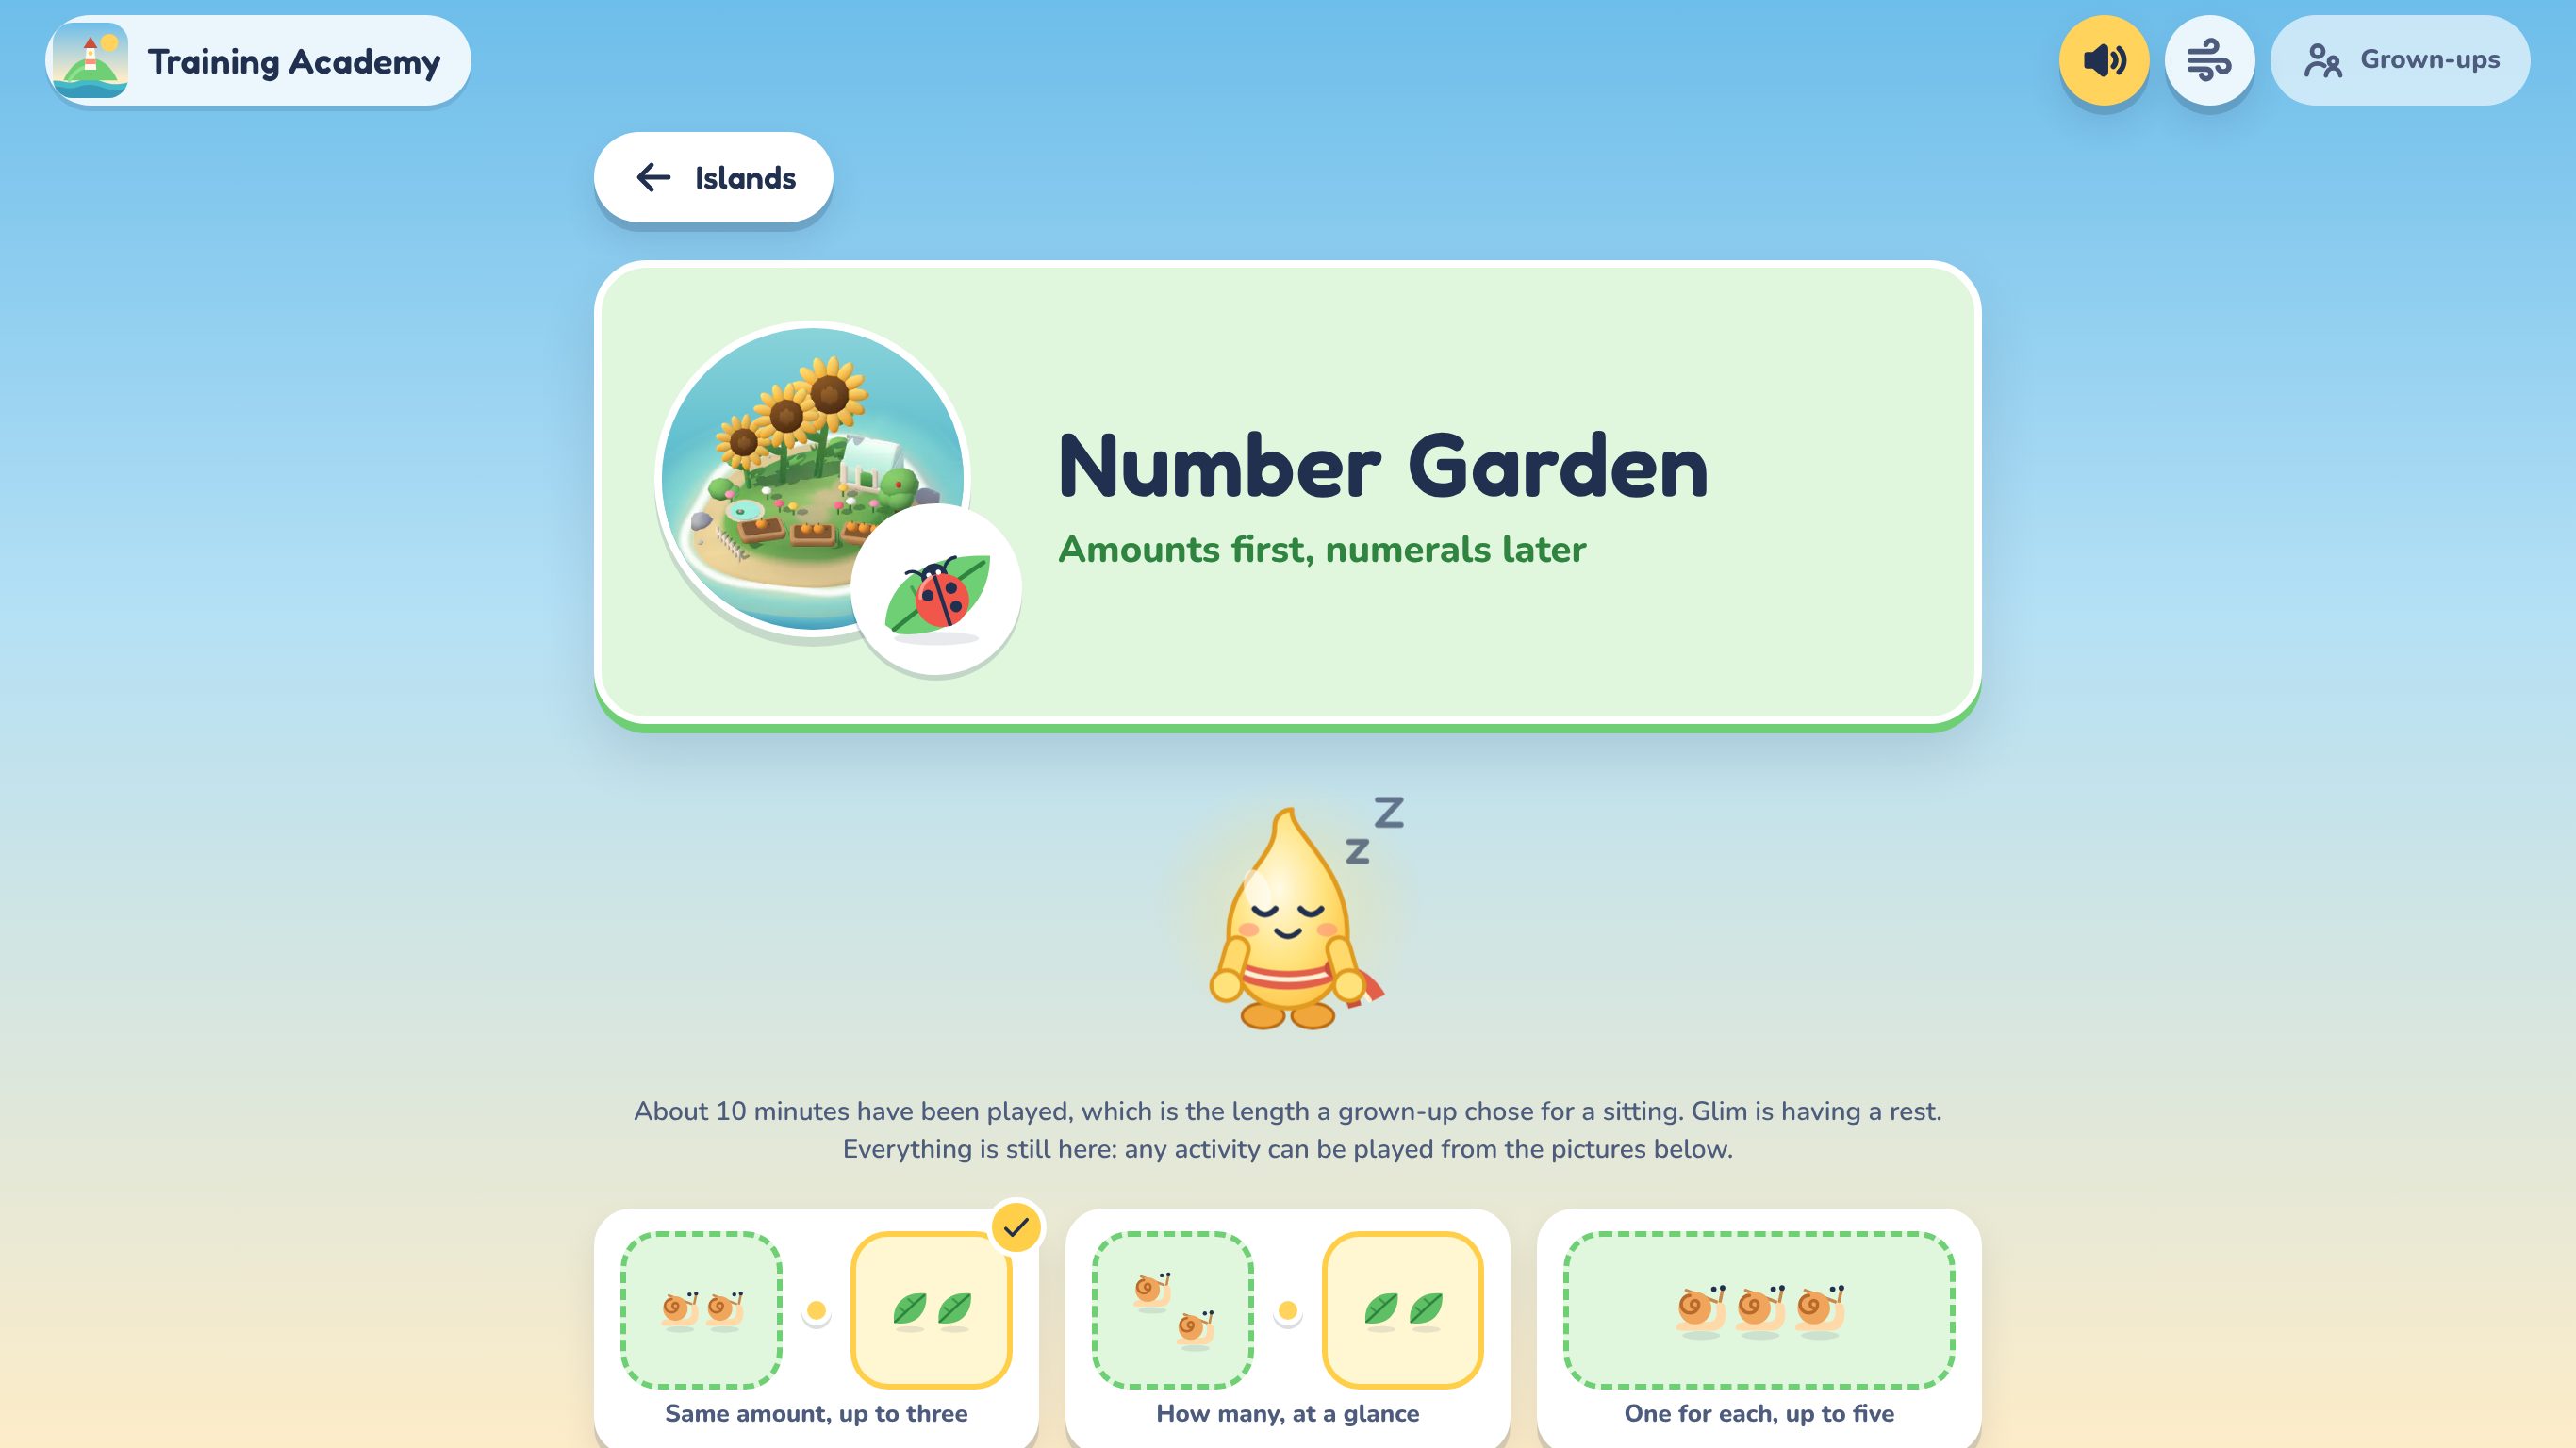 Training Academy
Grown-ups
Islands
Number Garden
Amounts first, numerals later
z Z
About 10 minutes have been played, which is the length a grown-up chose for a sitting. Glim is having a rest.
Everything is still here: any activity can be played from the pictures below.
Same amount, up to three
How many, at a glance
One for each, up to five